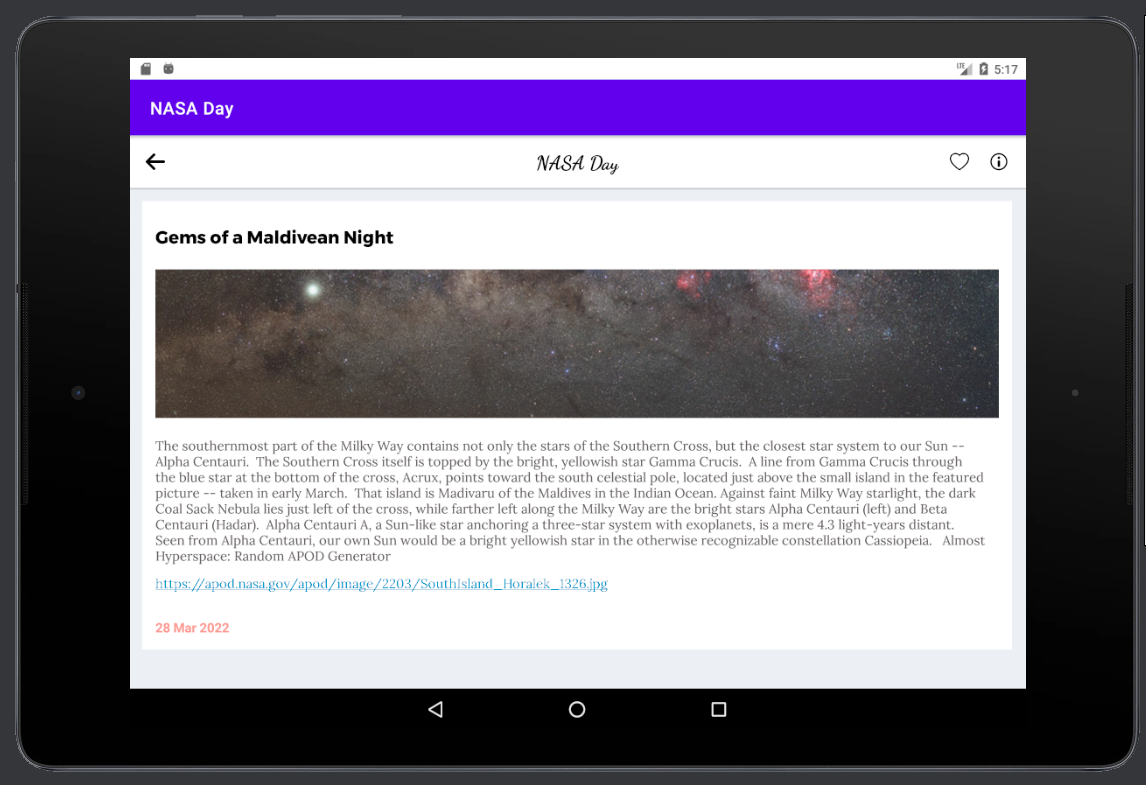 LTE 5:17
NASA Day
NASA Day
Gems of a Maldivean Night
The southernmost part of the Milky Way contains not only the stars of the Southern Cross, but the closest star system to our Sun --
Alpha Centauri.  The Southern Cross itself is topped by the bright, yellowish star Gamma Crucis.  A line from Gamma Crucis through
the blue star at the bottom of the cross, Acrux, points toward the south celestial pole, located just above the small island in the featured
picture -- taken in early March.  That island is Madivaru of the Maldives in the Indian Ocean. Against faint Milky Way starlight, the dark
Coal Sack Nebula lies just left of the cross, while farther left along the Milky Way are the bright stars Alpha Centauri (left) and Beta
Centauri (Hadar).  Alpha Centauri A, a Sun-like star anchoring a three-star system with exoplanets, is a mere 4.3 light-years distant.
Seen from Alpha Centauri, our own Sun would be a bright yellowish star in the otherwise recognizable constellation Cassiopeia.   Almost
Hyperspace: Random APOD Generator
https://apod.nasa.gov/apod/image/2203/SouthIsland_Horalek_1326.jpg
28 Mar 2022